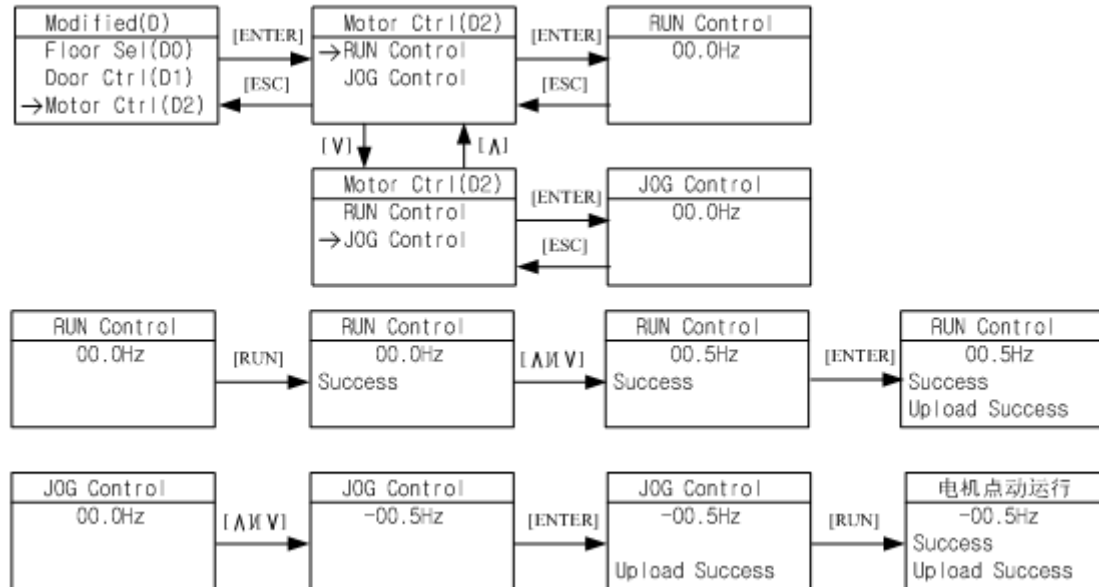 Modified(D)
Floor Sel(D0)
Door Ctrl(D1)
→Motor Ctrl(D2)
[ENTER]
[ESC]
Motor Ctrl(D2)
→RUN Control
JOG Control
[ENTER]
[ESC]
RUN Control
00.0Hz
[∨]
[∧]
Motor Ctrl(D2)
RUN Control
→JOG Control
[ENTER]
[ESC]
JOG Control
00.0Hz
RUN Control
00.0Hz
[RUN]
RUN Control
00.0Hz
Success
[∧]/[∨]
RUN Control
00.5Hz
Success
[ENTER]
RUN Control
00.5Hz
Success
Upload Success
JOG Control
00.0Hz
[∧]/[∨]
JOG Control
-00.5Hz
[ENTER]
JOG Control
-00.5Hz
Upload Success
[RUN]
电机点动运行
-00.5Hz
Success
Upload Success